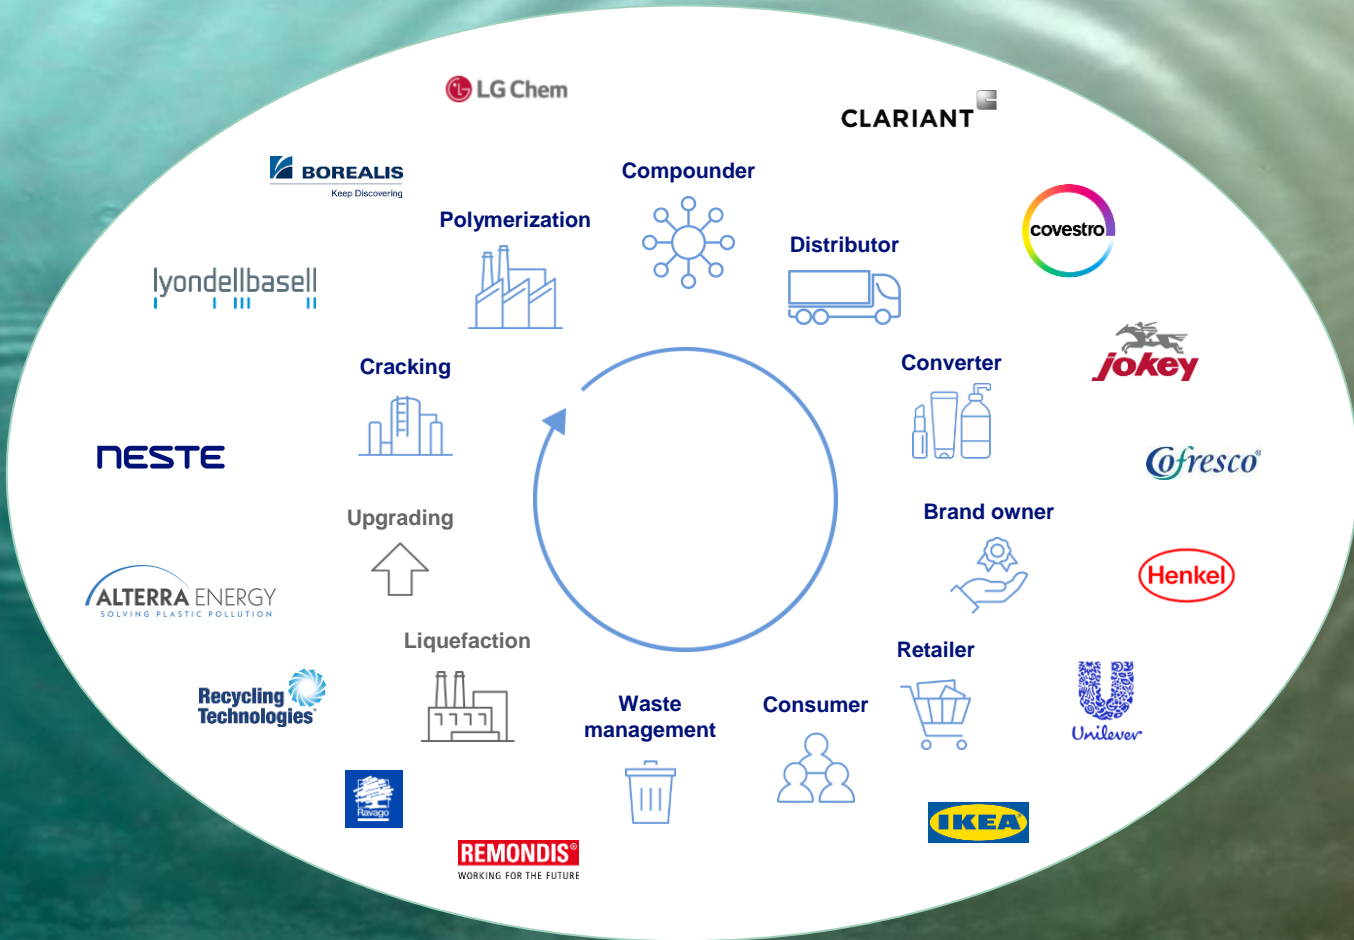 LG Chem
CLARIANT
BOREALIS
Keep Discovering
Compounder
Polymerization
Distributor
covestro
lyondellbasell
jokey
Cracking
Converter
NESTE
Cofresco®
Upgrading
Brand owner
Henkel
ALTERRA ENERGY
SOLVING PLASTIC POLLUTION
Liquefaction
Retailer
Recycling
Technologies
Waste
management
Consumer
Unilever
Ravago
IKEA
REMONDIS®
WORKING FOR THE FUTURE